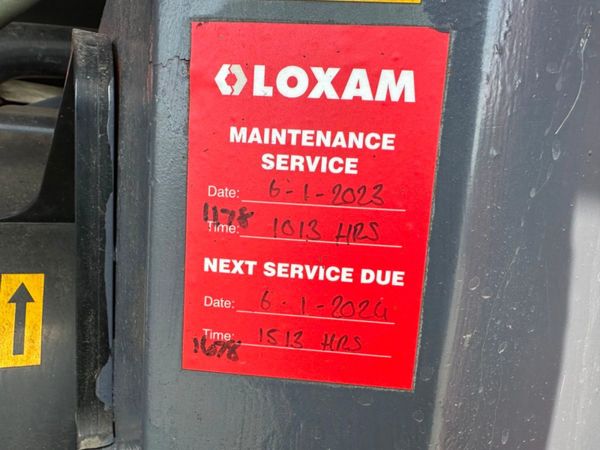 LOXAM
MAINTENANCE
SERVICE
Date: 6-1-2023
1178
Time: 1013 HRS
NEXT SERVICE DUE
Date: 6-1-2024
Time: 1513 HRS
1678